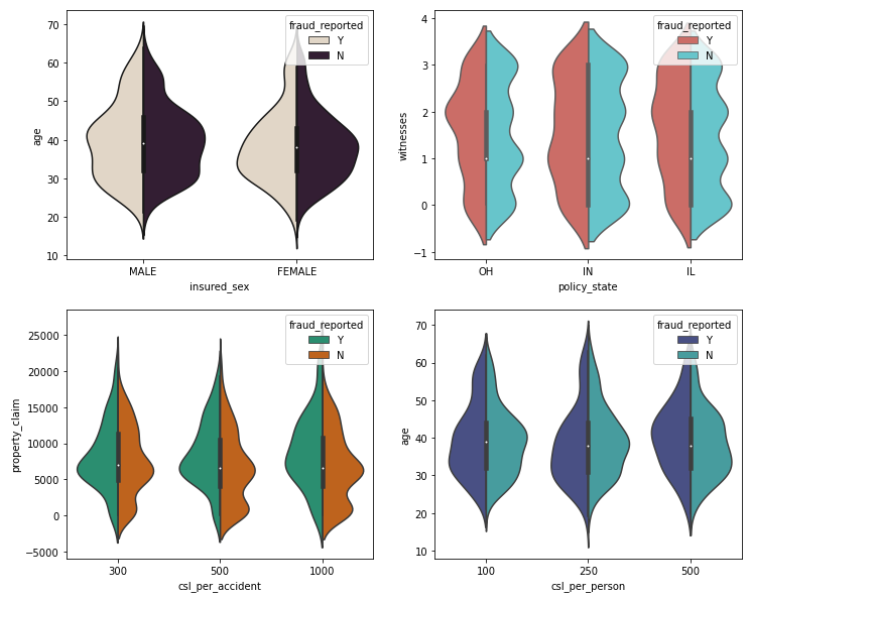 70
60
50
40
30
20
10
age
fraud_reported
Y
N
MALE
FEMALE
insured_sex
4
3
2
1
0
−1
witnesses
fraud_reported
Y
N
OH
IN
IL
policy_state
25000
20000
15000
10000
5000
0
−5000
property_claim
fraud_reported
Y
N
300
500
1000
csl_per_accident
70
60
50
40
30
20
10
age
fraud_reported
Y
N
100
250
500
csl_per_person